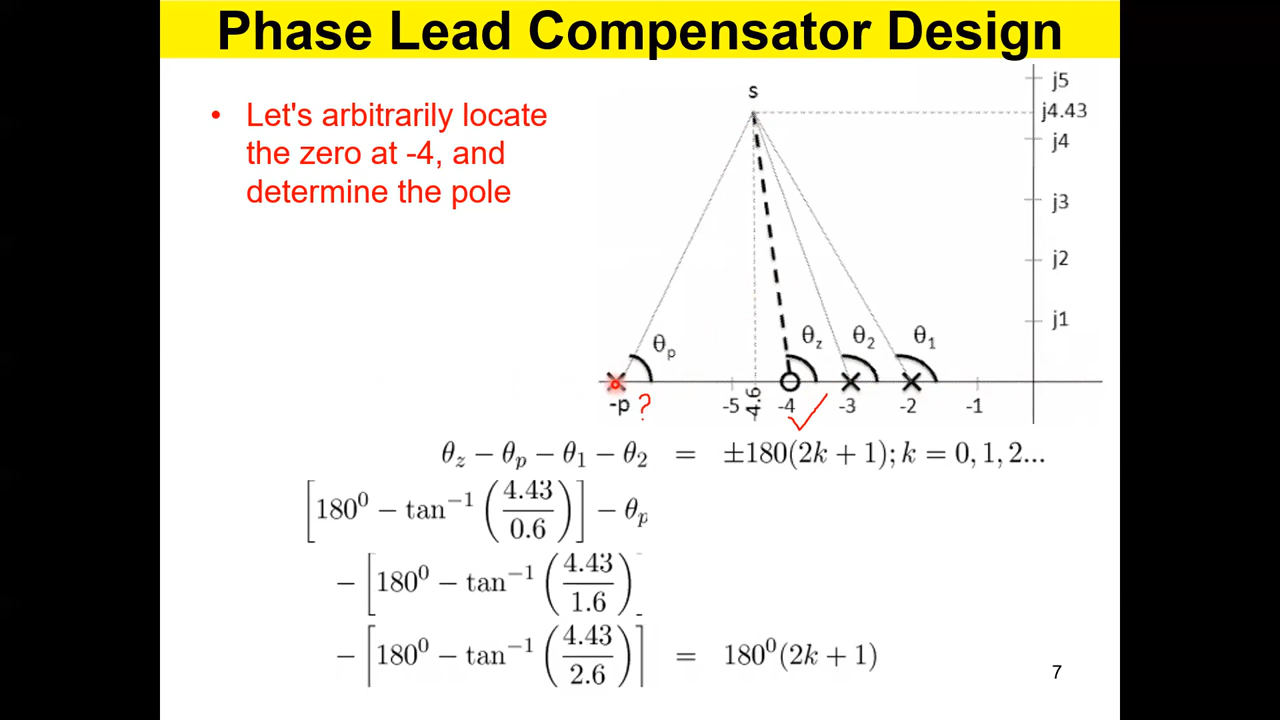 Phase Lead Compensator Design
• Let's arbitrarily locate
the zero at -4, and
determine the pole
s
j5
j4.43
j4
j3
j2
j1
θp θz θ2 θ1
-p ? -5 -4.6 -4 -3 -2 -1
θz − θp − θ1 − θ2 = ±180(2k + 1); k = 0, 1, 2...
[180⁰ − tan⁻¹ (4.43/0.6)] − θp
− [180⁰ − tan⁻¹ (4.43/1.6)]
− [180⁰ − tan⁻¹ (4.43/2.6)] = 180⁰(2k + 1)
7